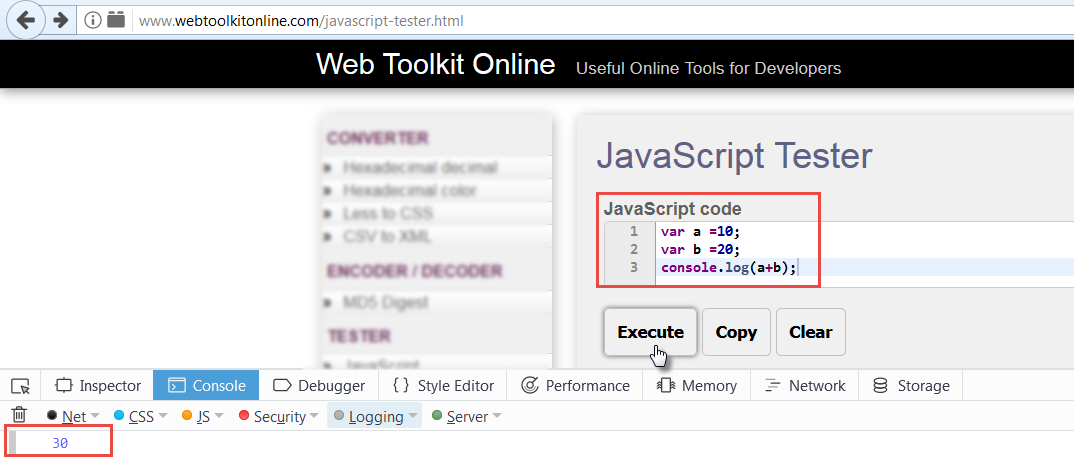 www.webtoolkitonline.com/javascript-tester.html
Web Toolkit Online Useful Online Tools for Developers
CONVERTER
Hexadecimal decimal
Hexadecimal color
Less to CSS
CSV to XML
ENCODER / DECODER
MD5 Digest
TESTER
JavaScript
JavaScript Tester
JavaScript code
1 var a =10;
2 var b =20;
3 console.log(a+b);
Execute Copy Clear
Inspector Console Debugger { } Style Editor Performance Memory Network Storage
Net CSS JS Security Logging Server
30